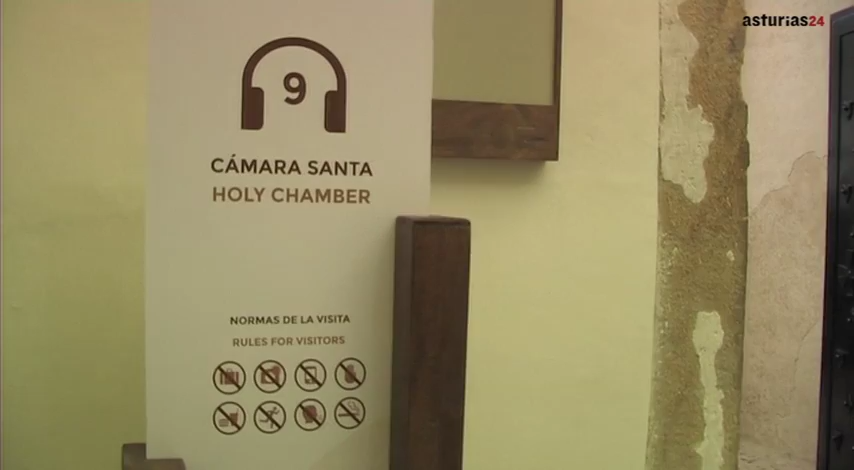 asturias24
9
CÁMARA SANTA
HOLY CHAMBER
NORMAS DE LA VISITA
RULES FOR VISITORS